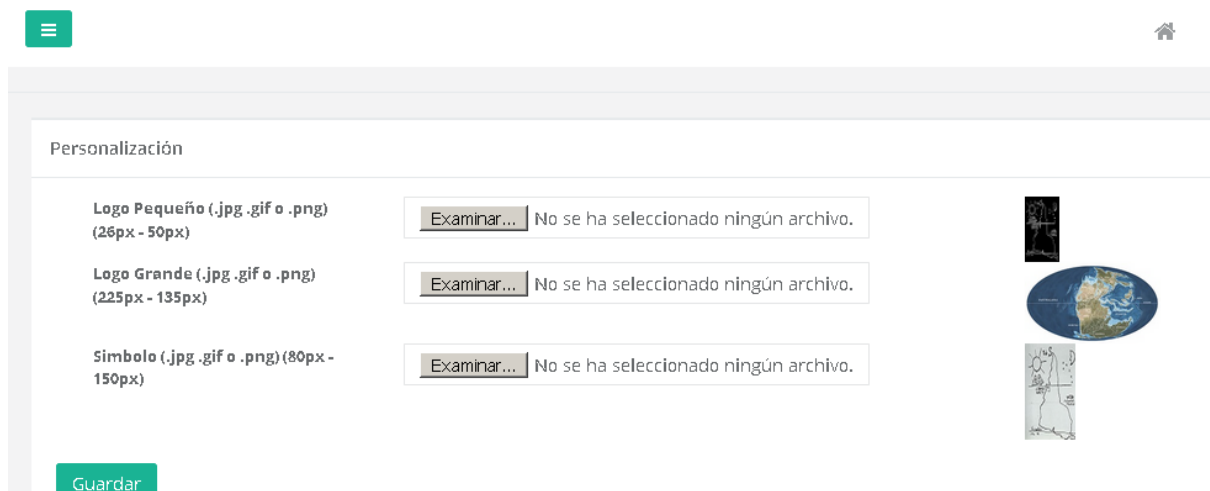 Personalización
Logo Pequeño (.jpg .gif o .png)
(26px - 50px)
Examinar... No se ha seleccionado ningún archivo.
Logo Grande (.jpg .gif o .png)
(225px - 135px)
Examinar... No se ha seleccionado ningún archivo.
Simbolo (.jpg .gif o .png) (80px -
150px)
Examinar... No se ha seleccionado ningún archivo.
Guardar